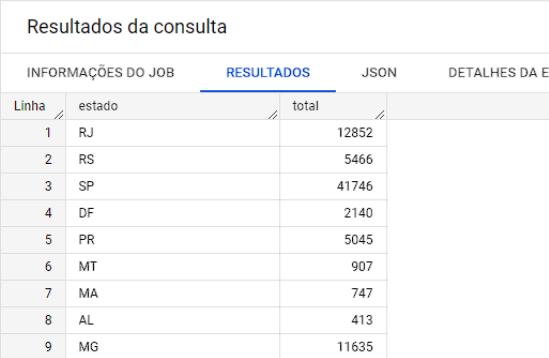 Resultados da consulta
INFORMAÇÕES DO JOB RESULTADOS JSON DETALHES DA E
Linha estado total
1 RJ 12852
2 RS 5466
3 SP 41746
4 DF 2140
5 PR 5045
6 MT 907
7 MA 747
8 AL 413
9 MG 11635